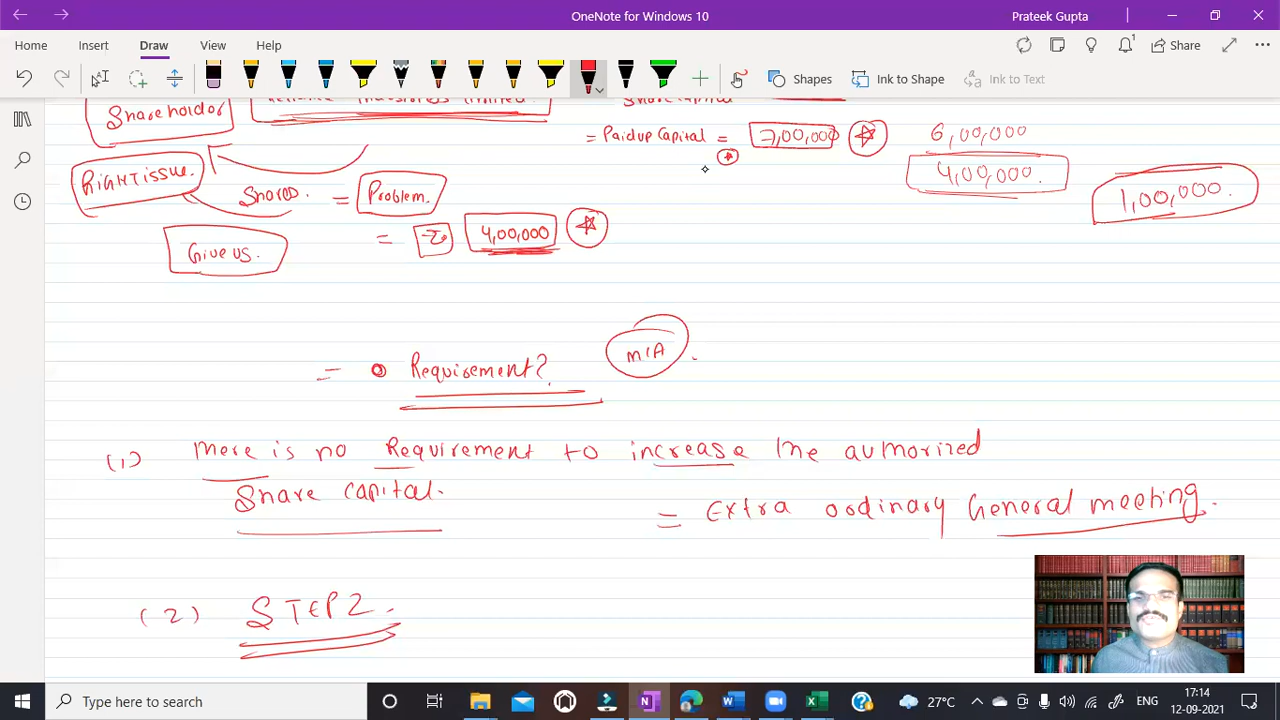 OneNote for Windows 10
Prateek Gupta
Home Insert Draw View Help
Share
Shapes
Ink to Shape
Ink to Text
Shareholdor
Share Capital
= Paidup Capital = 7,00,000
6,00,000
4,00,000.
1,00,000
RIGHT Issue.
Shares.
= Problem.
= 4,00,000
Give us.
= Requirement?
(1) There is no Requirement to increase the authorized
Share capital.
= Extra ordinary General meeting.
(2) STEP 2.
Type here to search
27°C
ENG
17:14
12-09-2021